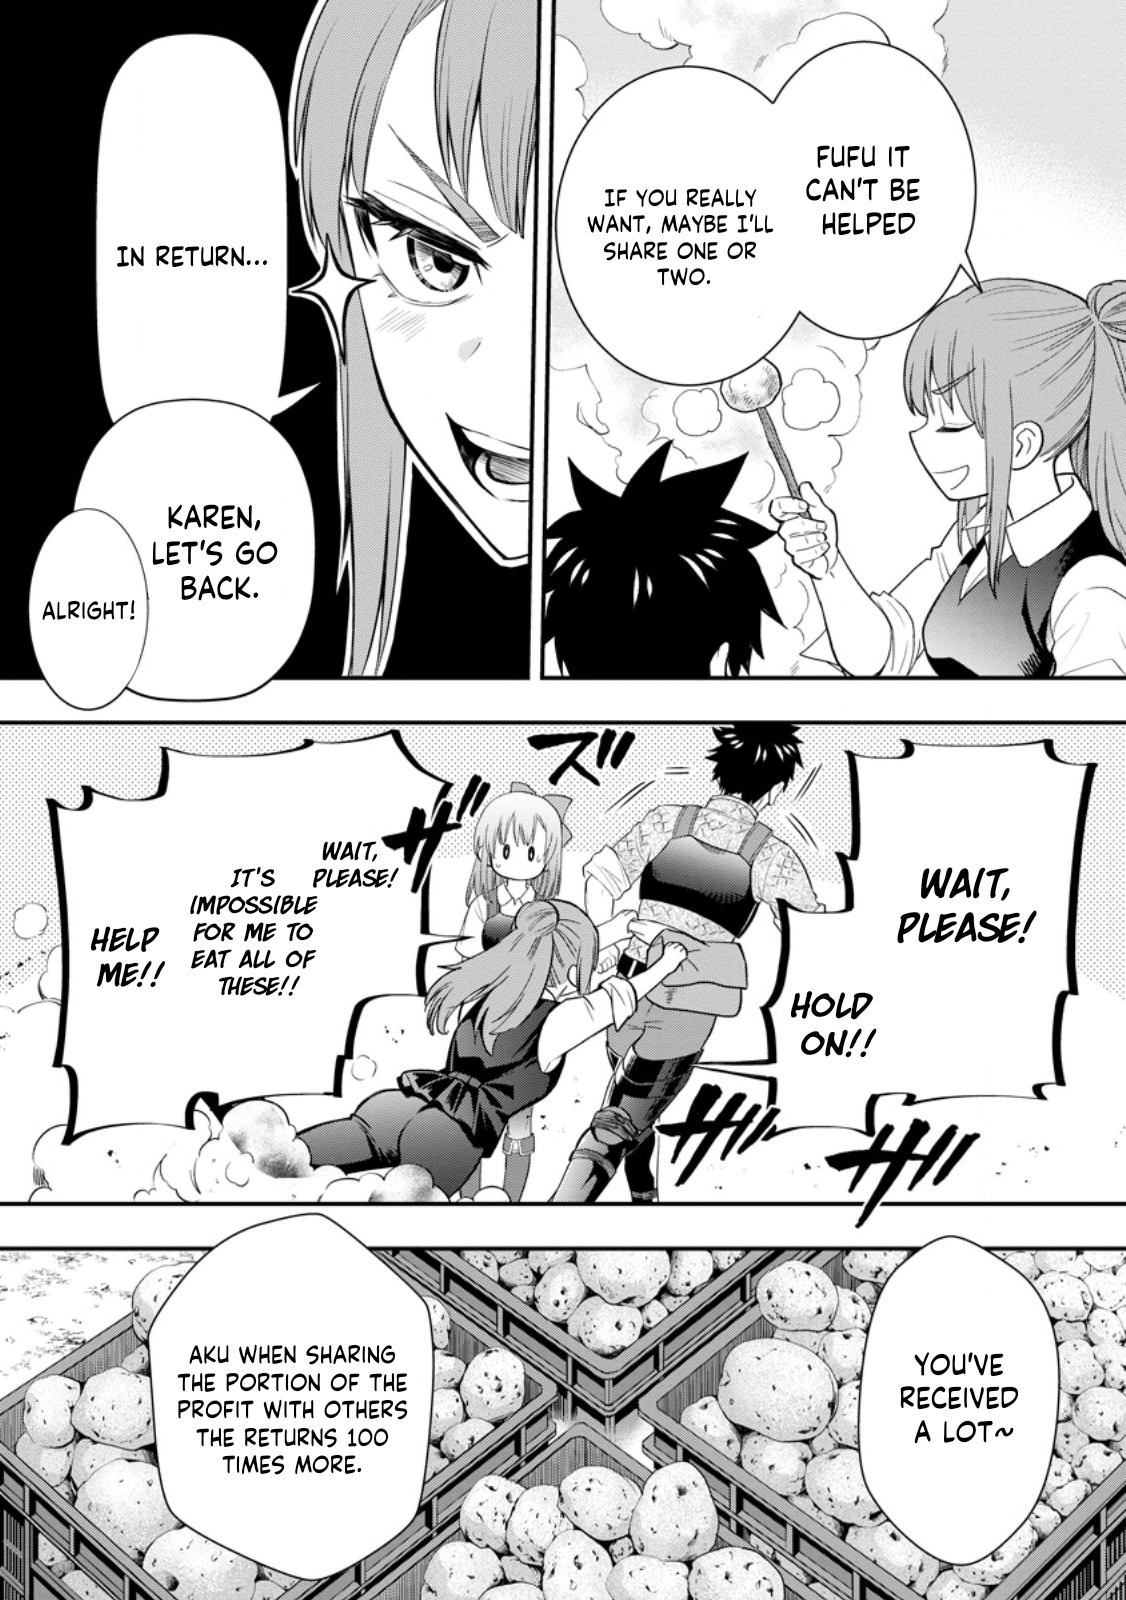 FUFU IT
CAN'T BE
HELPED
IF YOU REALLY
WANT, MAYBE I'LL
SHARE ONE OR
TWO.
IN RETURN...
KAREN,
LET'S GO
BACK.
ALRIGHT!
WAIT,
PLEASE!
HOLD
ON!!
ズザ
ザザ
ザザ
WAIT,
PLEASE!
IT'S
IMPOSSIBLE
FOR ME TO
EAT ALL OF
THESE!!
HELP
ME!!
YOU'VE
RECEIVED
A LOT~
AKU WHEN SHARING
THE PORTION OF THE
PROFIT WITH OTHERS
THE RETURNS 100
TIMES MORE.